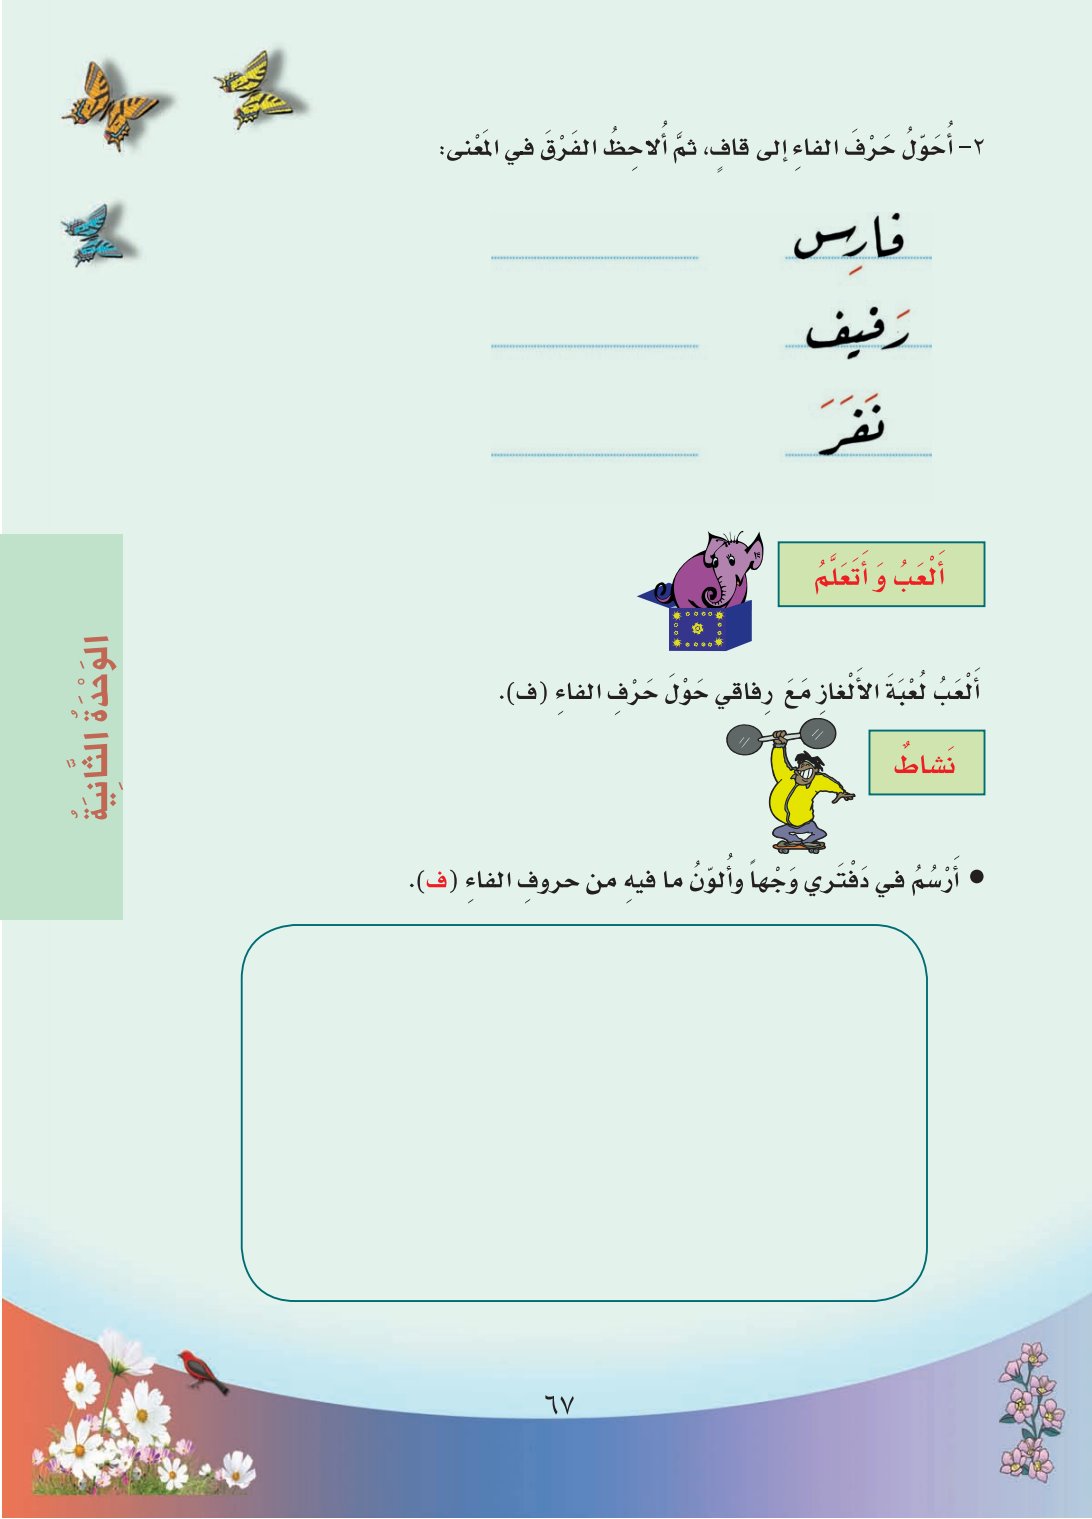 ٢- أُحَوّلُ حَرْفَ الفاءِ إلى قافٍ، ثمَّ أُلاحِظُ الفَرْقَ في المَعْنى:
فارِس
رَفيف
نَفَرَ
أَلْعَبُ وَأَتَعَلَّمُ
أَلْعَبُ لُعْبَةَ الأَلْغازِ مَعَ رِفاقي حَوْلَ حَرْفِ الفاءِ (ف).
نَشاطٌ
● أَرْسُمُ في دَفْتَري وَجْهاً وأُلوّنُ ما فيهِ من حروفِ الفاءِ (ف).
الوَحْدَةُ الثَّانِيَةُ
٦٧